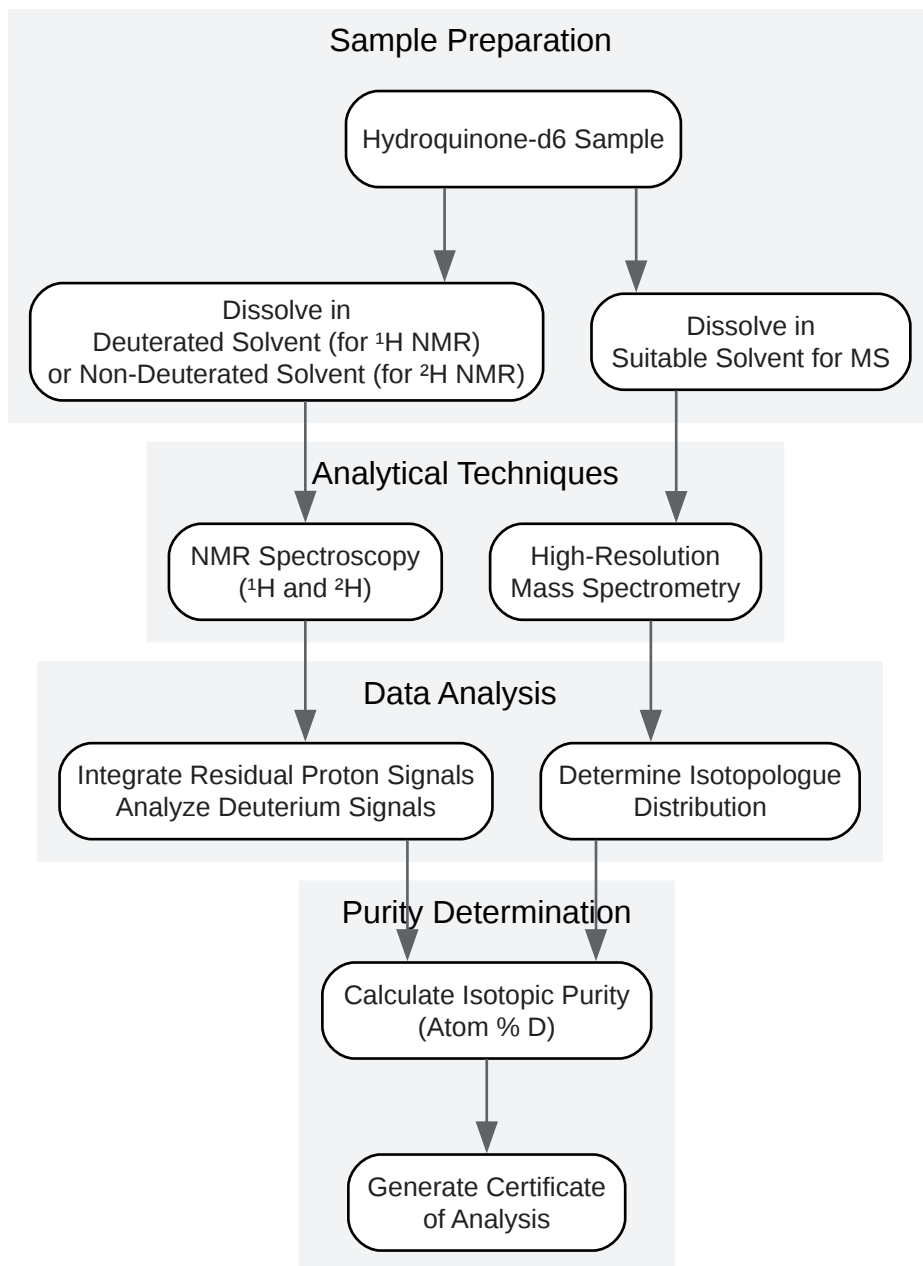 Sample Preparation
Hydroquinone-d6 Sample
Dissolve in
Deuterated Solvent (for ¹H NMR)
or Non-Deuterated Solvent (for ²H NMR)
Dissolve in
Suitable Solvent for MS
Analytical Techniques
NMR Spectroscopy
(¹H and ²H)
High-Resolution
Mass Spectrometry
Data Analysis
Integrate Residual Proton Signals
Analyze Deuterium Signals
Determine Isotopologue
Distribution
Purity Determination
Calculate Isotopic Purity
(Atom % D)
Generate Certificate
of Analysis